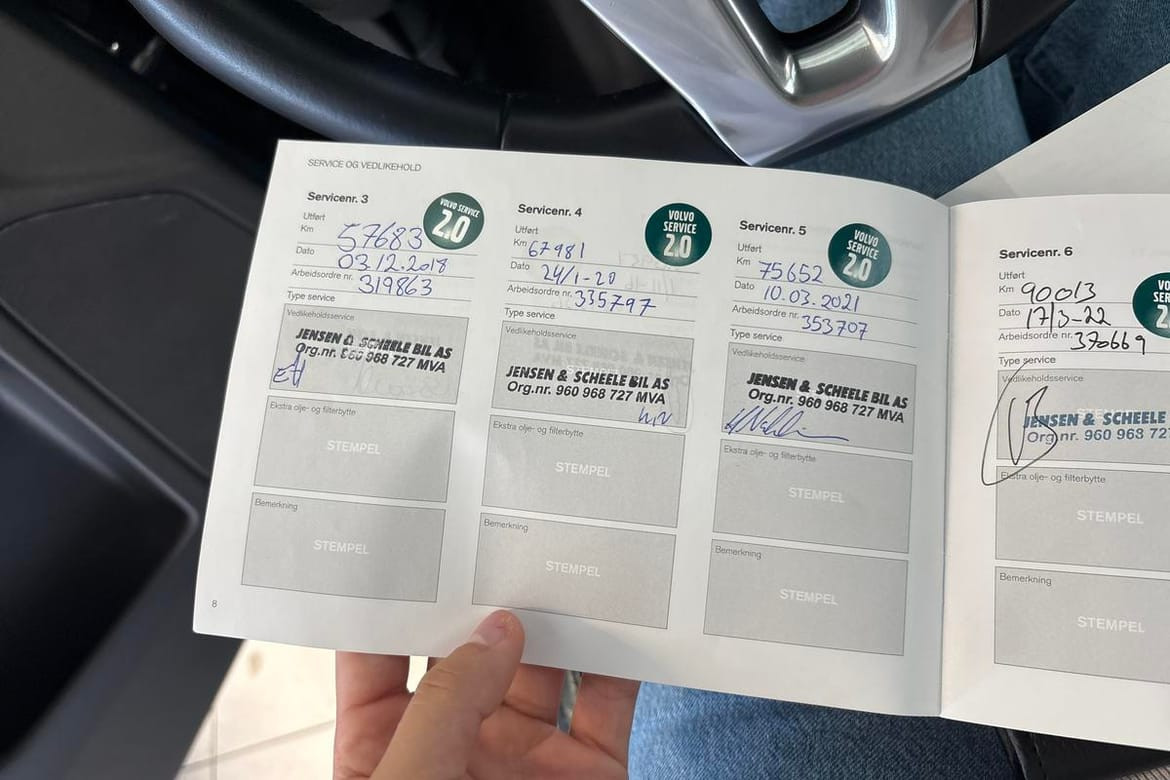 SERVICE OG VEDLIKEHOLD
Servicenr. 3
VOLVO SERVICE
2.0
Utført
Km 57683
Dato 03.12.2018
Arbeidsordre nr. 319863
Type service
Vedlikeholdsservice
JENSEN & SCHEELE BIL AS
Org.nr. 960 968 727 MVA
EH
Ekstra olje- og filterbytte
STEMPEL
Bemerkning
STEMPEL
8
Servicenr. 4
VOLVO
SERVICE
2.0
Utført
Km 67981
Dato 24/1-20
Arbeidsordre nr. 335797
Type service
Vedlikeholdsservice
JENSEN & SCHEELE BIL AS
Org.nr. 960 968 727 MVA
Ekstra olje- og filterbytte
STEMPEL
Bemerkning
STEMPEL
Servicenr. 5
VOLVO
SERVICE
2.0
Utført
Km 75652
Dato 10.03.2021
Arbeidsordre nr. 353707
Type service
Vedlikeholdsservice
JENSEN & SCHEELE BIL AS
Org.nr. 960 968 727 MVA
Ekstra olje- og filterbytte
STEMPEL
Bemerkning
STEMPEL
Servicenr. 6
VO
SER
2
Utført
Km 90013
Dato 17/3-22
Arbeidsordre nr. 370669
Type service
Vedlikeholdsservice
JENSEN & SCHEELE
Org.nr. 960 968 727
Ekstra olje- og filterbytte
STEMPEL
Bemerkning
STEMPEL